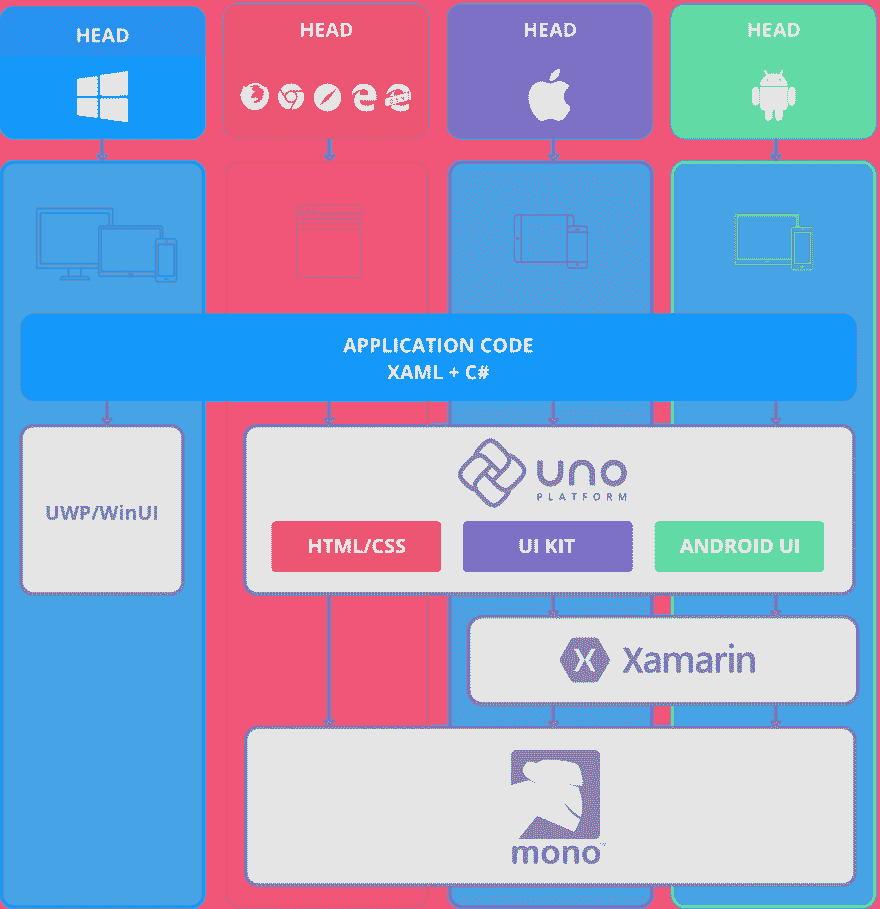 HEAD
HEAD
HEAD
HEAD
APPLICATION CODE
XAML + C#
UWP/WinUI
uno
PLATFORM
HTML/CSS
UI KIT
ANDROID UI
Xamarin
mono